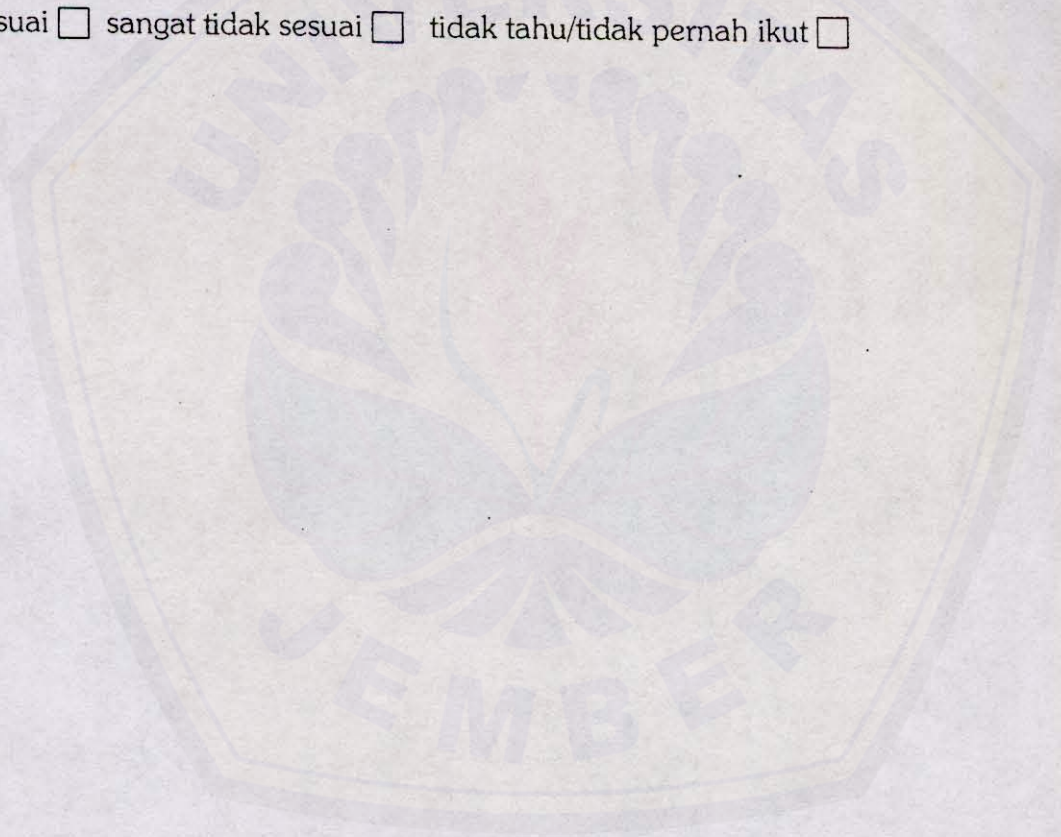 suai ☐ sangat tidak sesuai ☐ tidak tahu/tidak pernah ikut ☐
UNIVERSITAS
JEMBER